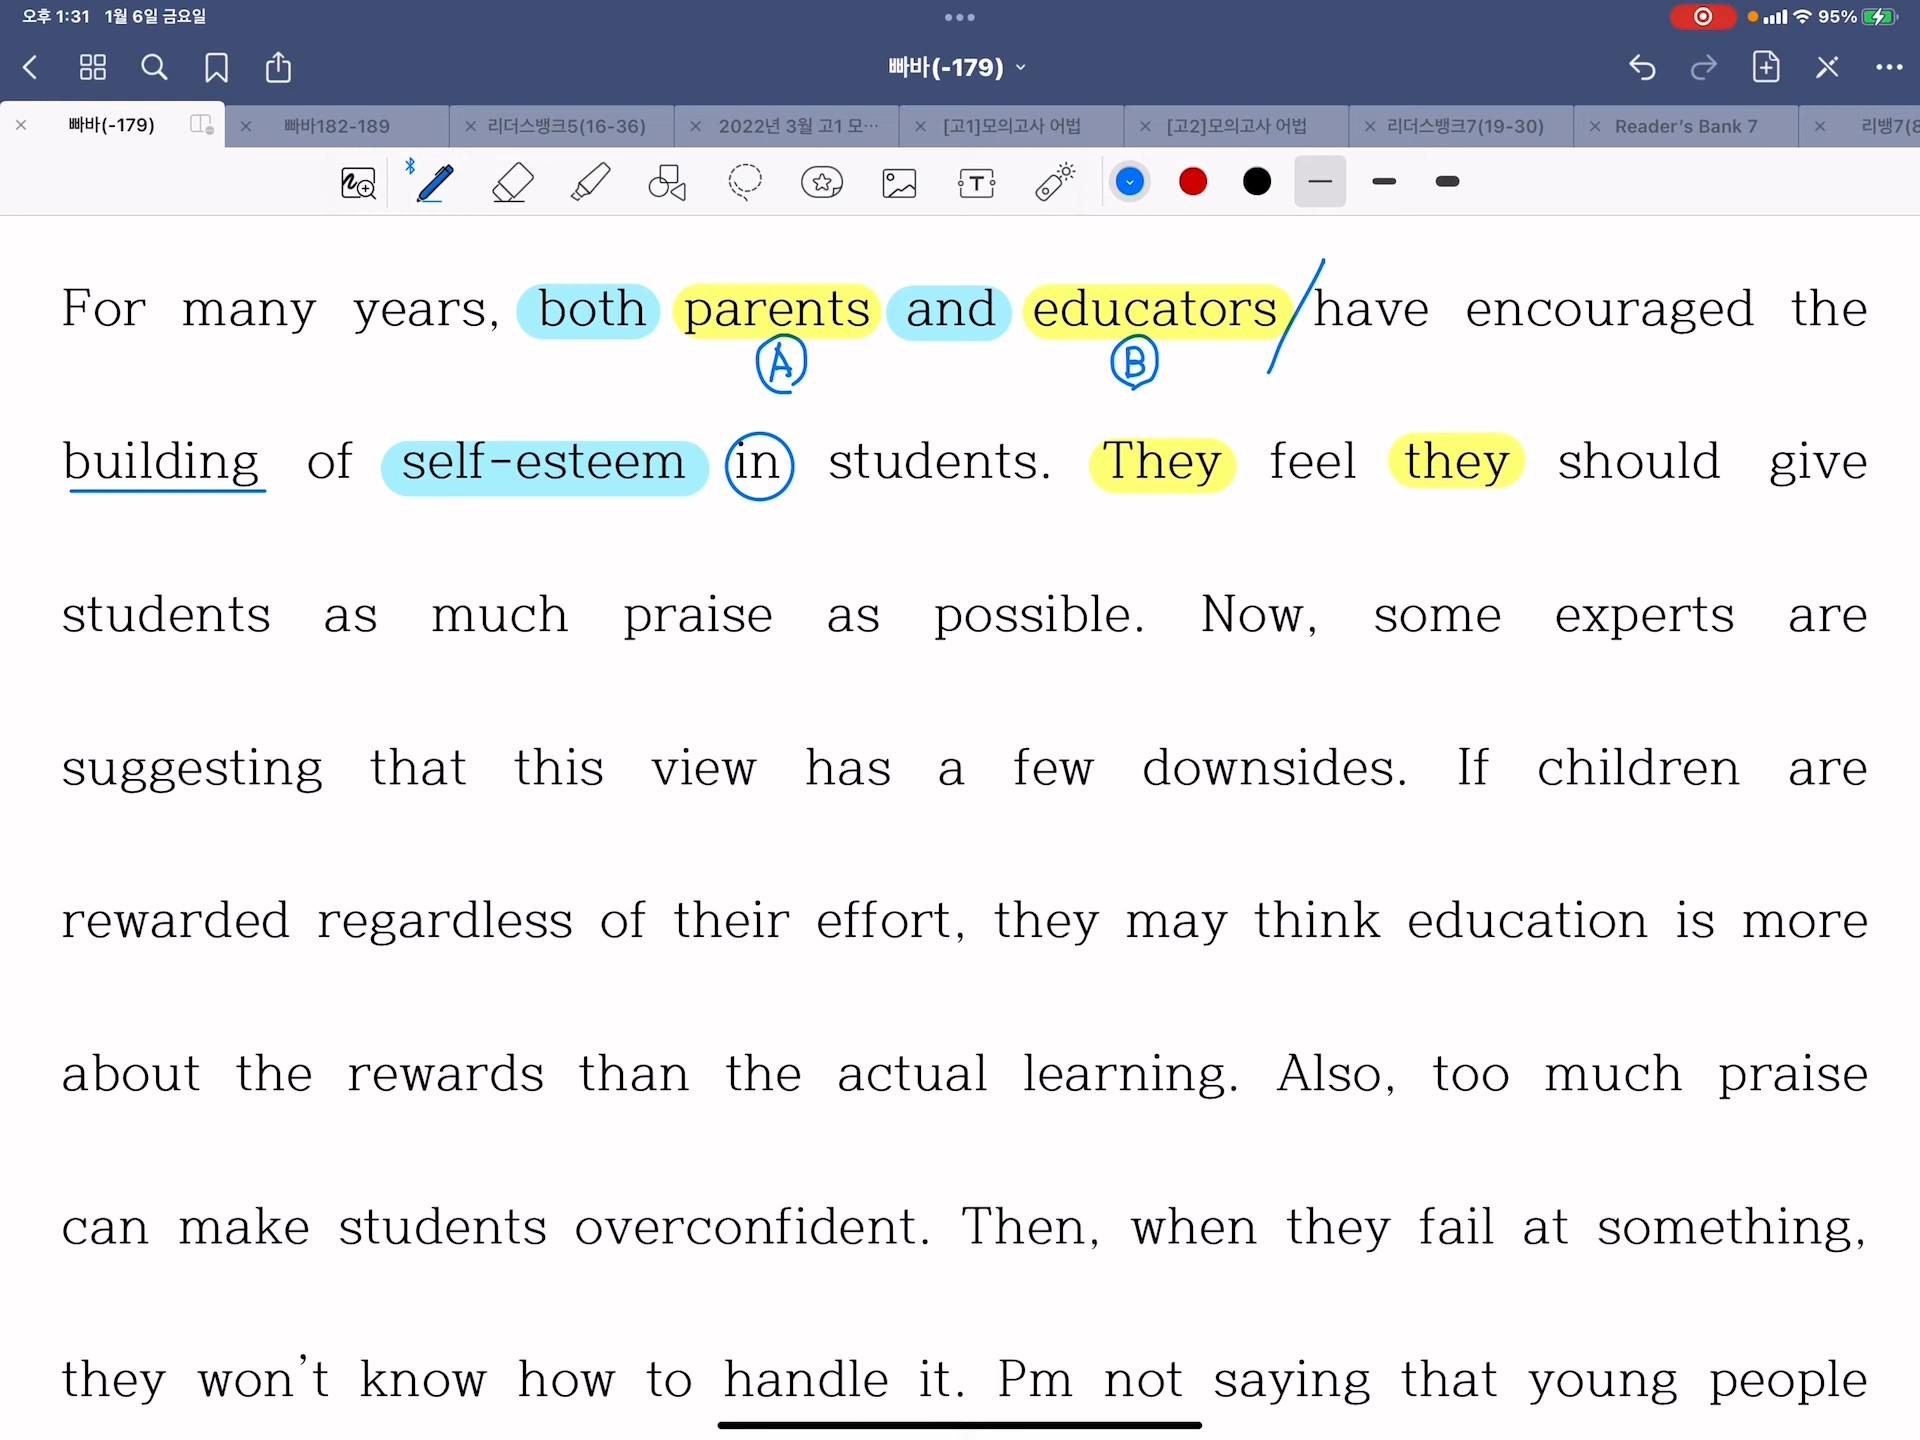 오후 1:31 1월 6일 금요일
95%
빠바(-179)
빠바(-179)
빠바182-189
리더스뱅크5(16-36)
2022년 3월 고1 모…
[고1]모의고사 어법
[고2]모의고사 어법
리더스뱅크7(19-30)
Reader's Bank 7
리뱅7(8
For many years, both parents and educators have encouraged the
A B
building of self-esteem in students. They feel they should give
students as much praise as possible. Now, some experts are
suggesting that this view has a few downsides. If children are
rewarded regardless of their effort, they may think education is more
about the rewards than the actual learning. Also, too much praise
can make students overconfident. Then, when they fail at something,
they won't know how to handle it. Pm not saying that young people